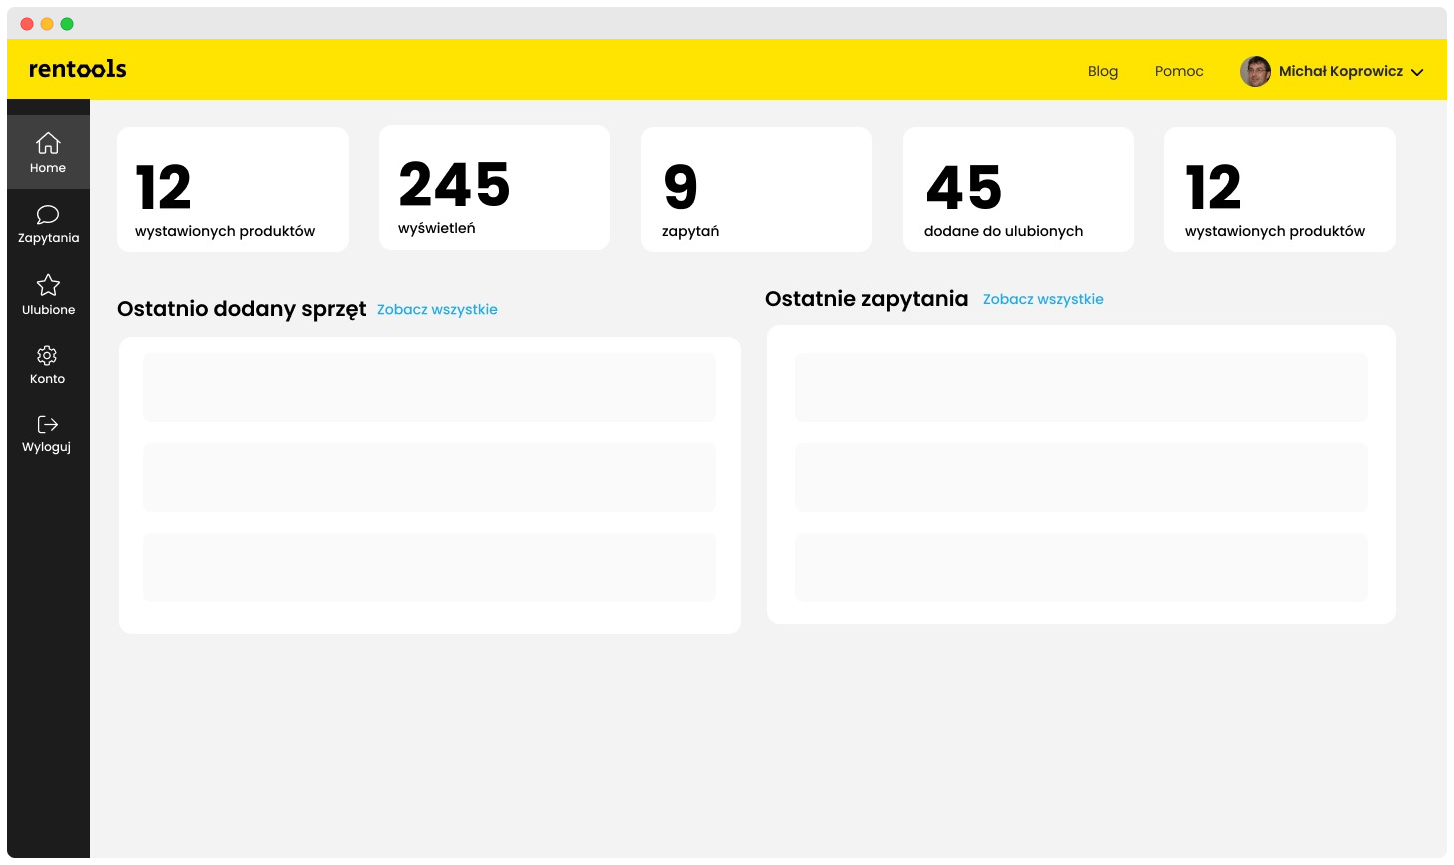 rentools
Blog
Pomoc
Michał Koprowicz
Home
Zapytania
Ulubione
Konto
Wyloguj
12
wystawionych produktów
245
wyświetleń
9
zapytań
45
dodane do ulubionych
12
wystawionych produktów
Ostatnio dodany sprzęt Zobacz wszystkie
Ostatnie zapytania Zobacz wszystkie